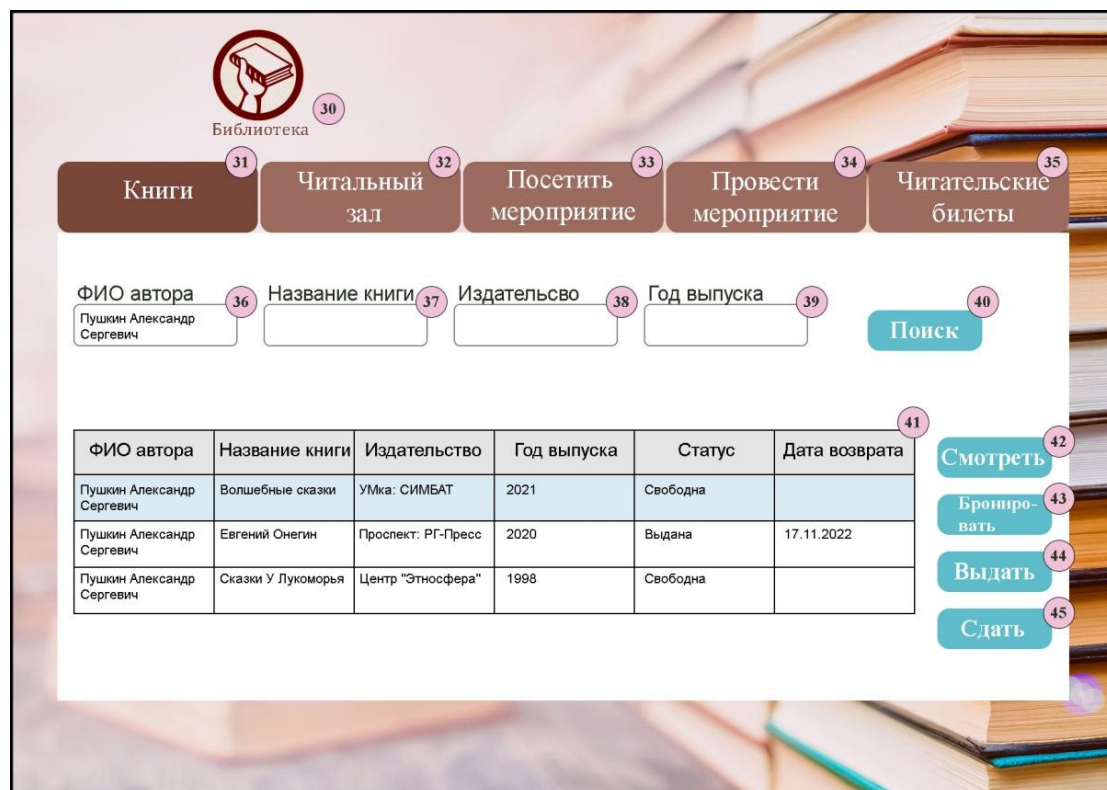 Библиотека
30
31
32
33
34
35
Книги
Читальный
зал
Посетить
мероприятие
Провести
мероприятие
Читательские
билеты
ФИО автора
36
Название книги
37
Издательсво
38
Год выпуска
39
40
Пушкин Александр
Сергевич
Поиск
41
ФИО автора Название книги Издательство Год выпуска Статус Дата возврата
Пушкин Александр
Сергевич
Волшебные сказки УМка: СИМБАТ 2021 Свободна
Пушкин Александр
Сергевич
Евгений Онегин Проспект: РГ-Пресс 2020 Выдана 17.11.2022
Пушкин Александр
Сергевич
Сказки У Лукоморья Центр "Этносфера" 1998 Свободна
Смотреть
42
Брониро-
вать
43
Выдать
44
Сдать
45